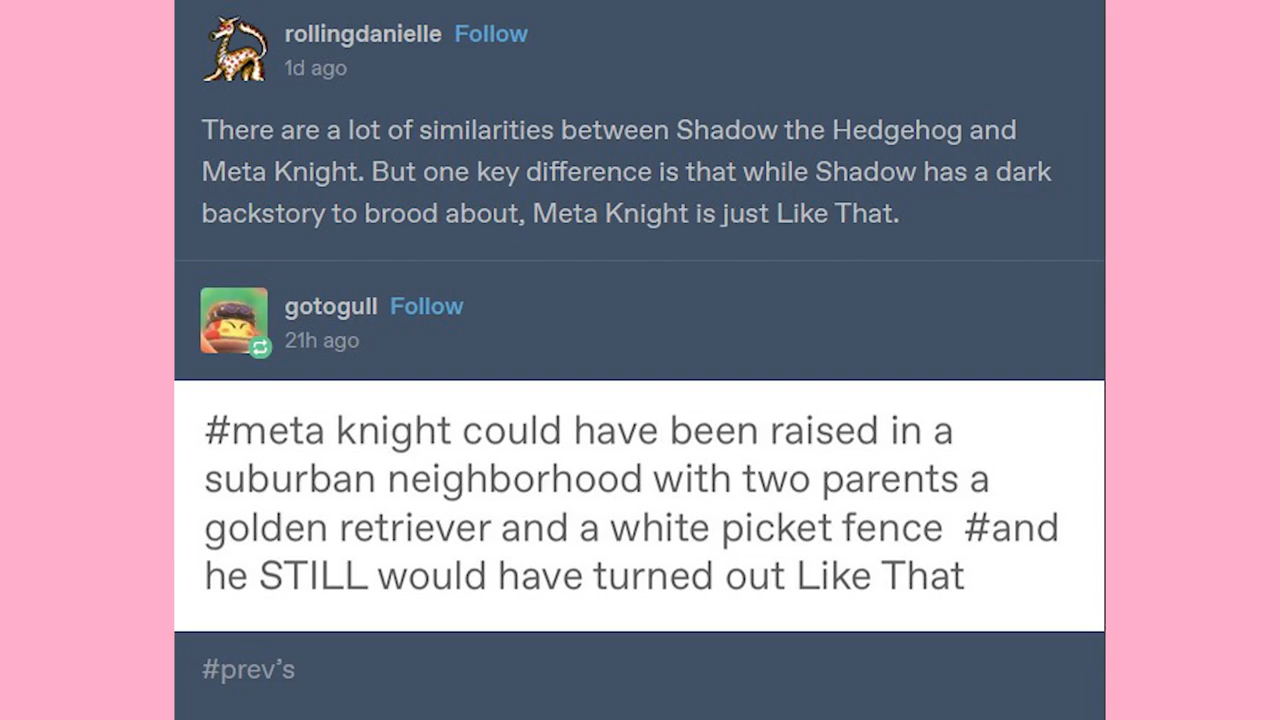 rollingdanielle Follow
1d ago
There are a lot of similarities between Shadow the Hedgehog and
Meta Knight. But one key difference is that while Shadow has a dark
backstory to brood about, Meta Knight is just Like That.
gotogull Follow
21h ago
#meta knight could have been raised in a
suburban neighborhood with two parents a
golden retriever and a white picket fence #and
he STILL would have turned out Like That
#prev’s